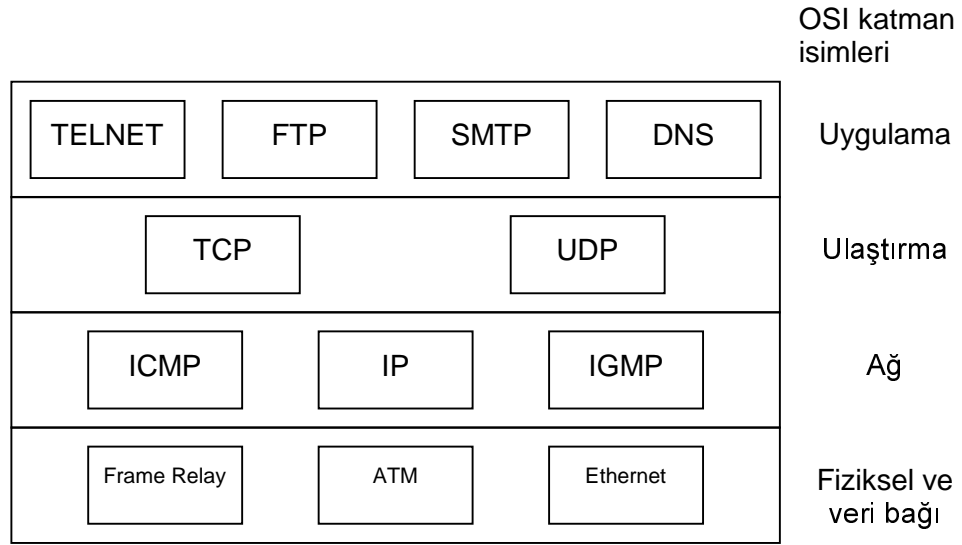 OSI katman
isimleri
TELNET FTP SMTP DNS Uygulama
TCP UDP Ulaştırma
ICMP IP IGMP Ağ
Frame Relay ATM Ethernet Fiziksel ve
veri bağı